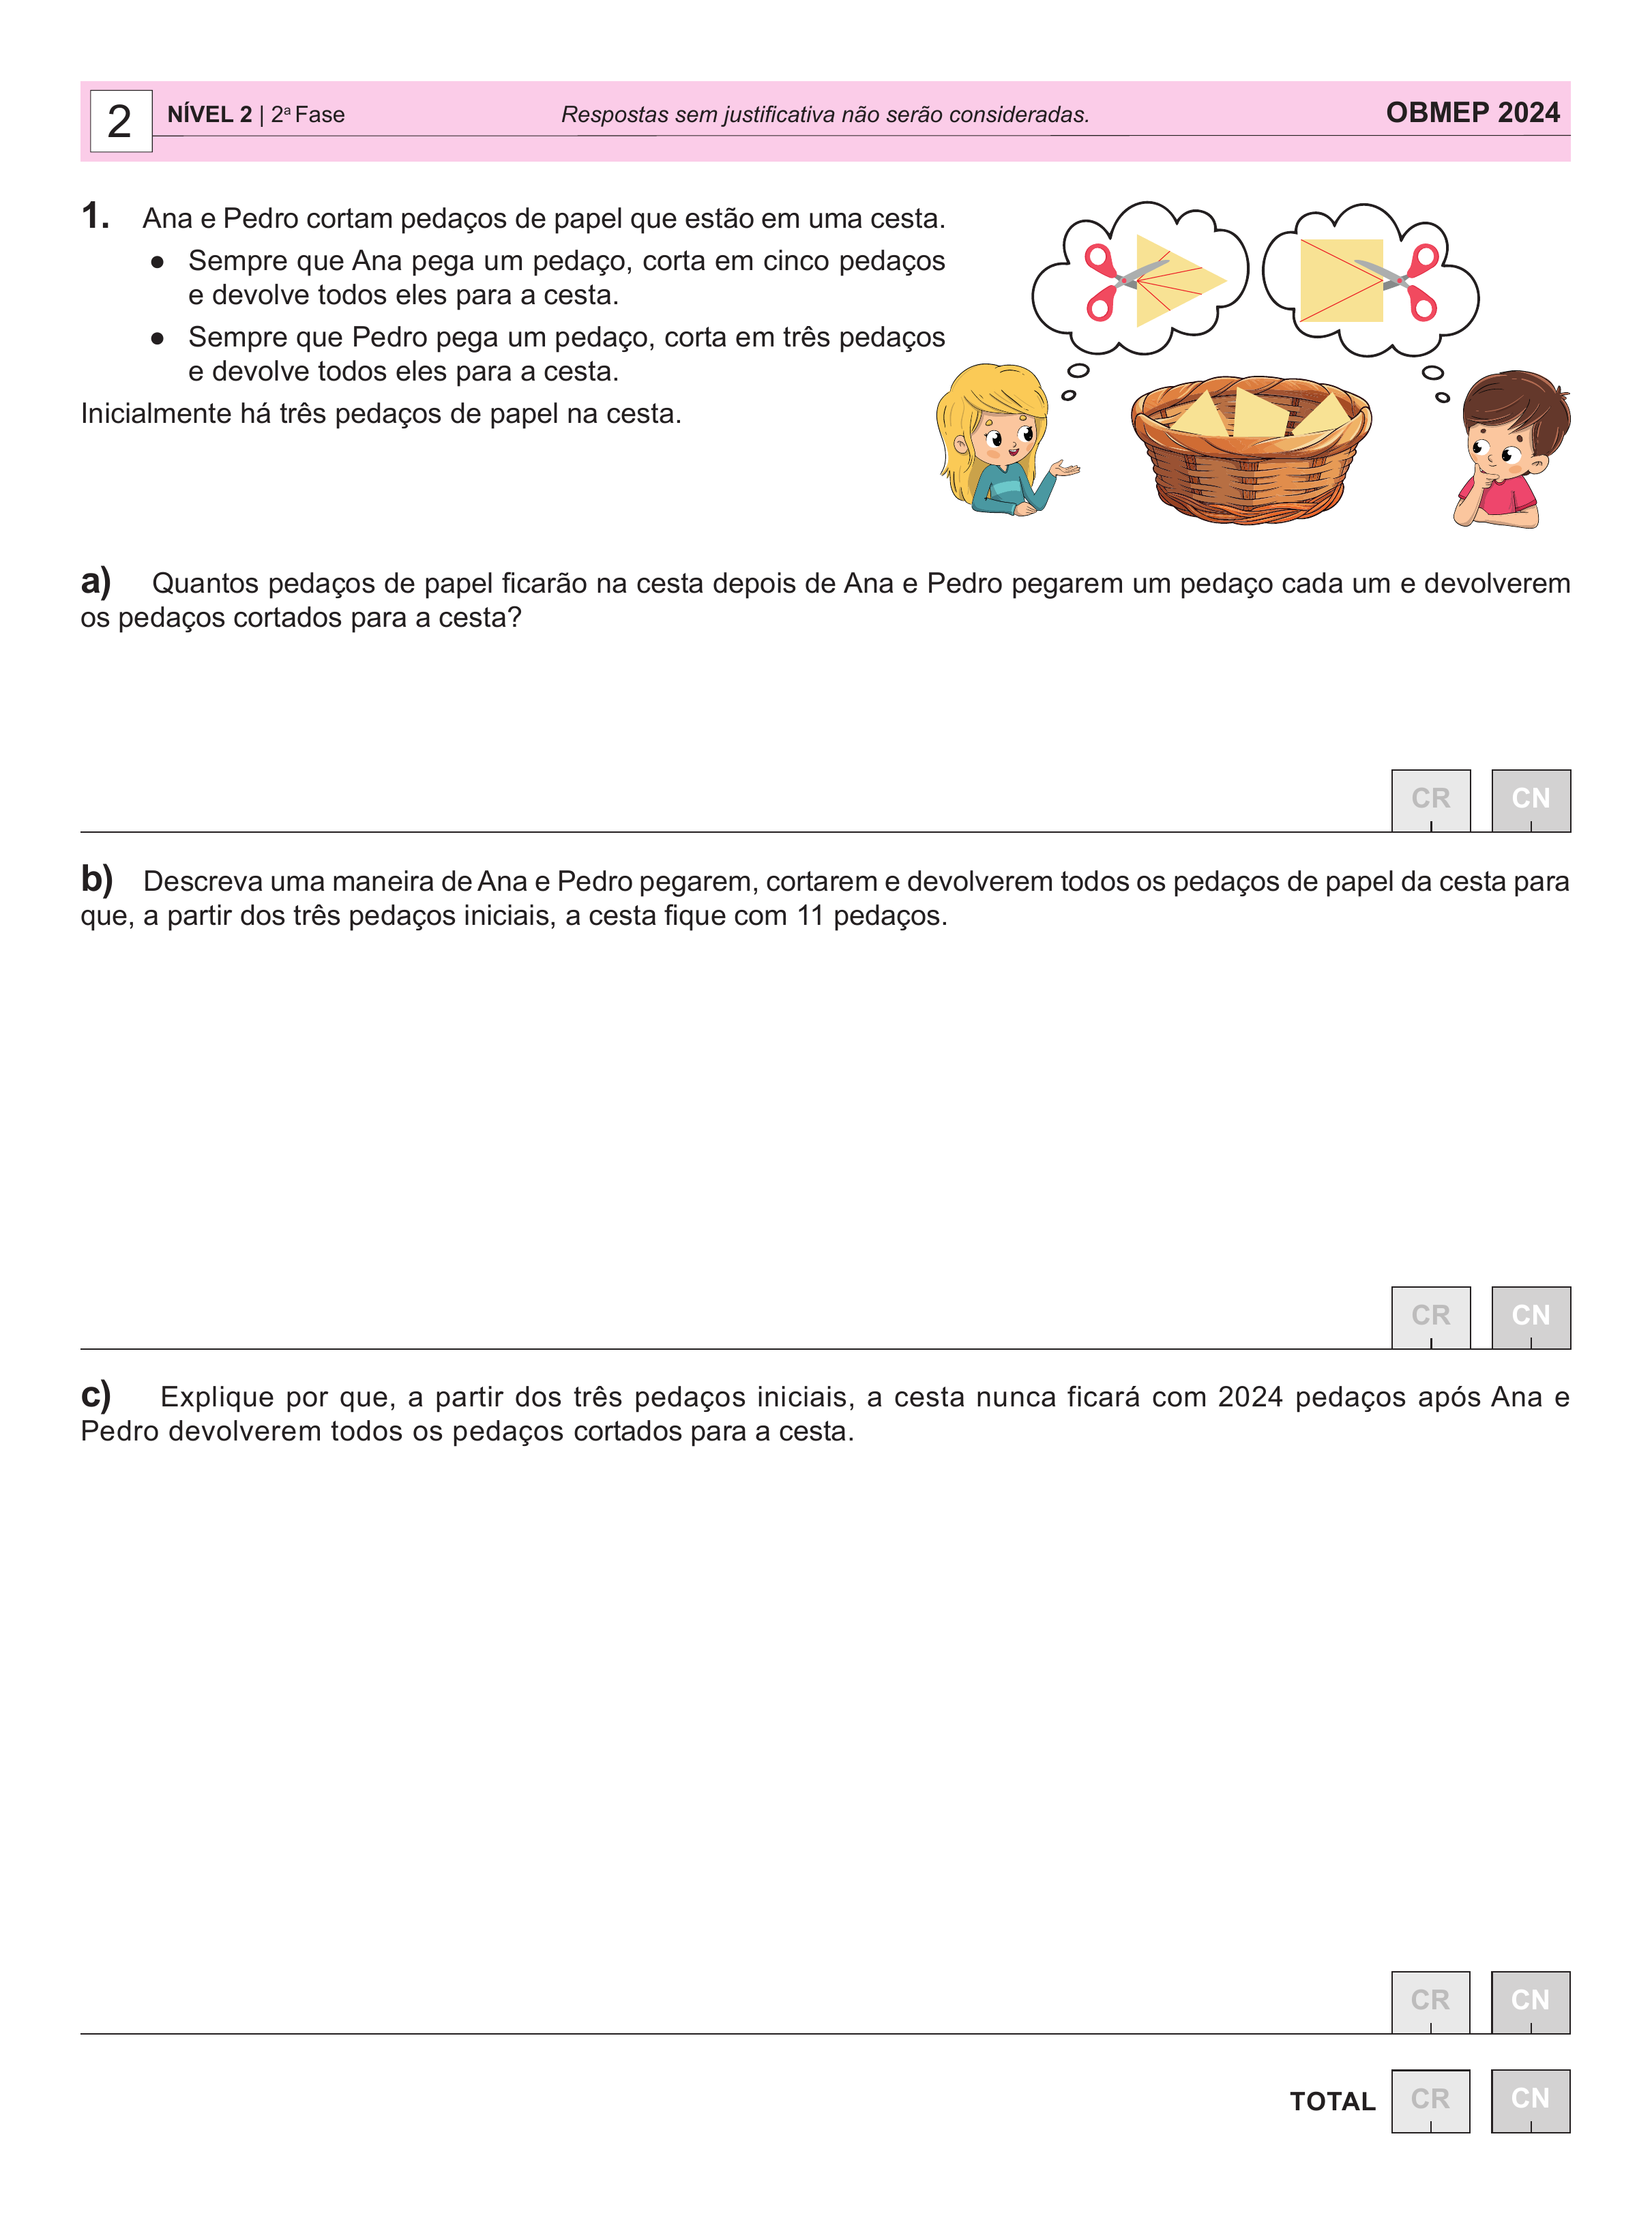 2 NÍVEL 2 | 2ª Fase Respostas sem justificativa não serão consideradas. OBMEP 2024
1. Ana e Pedro cortam pedaços de papel que estão em uma cesta.
● Sempre que Ana pega um pedaço, corta em cinco pedaços
e devolve todos eles para a cesta.
● Sempre que Pedro pega um pedaço, corta em três pedaços
e devolve todos eles para a cesta.
Inicialmente há três pedaços de papel na cesta.
a) Quantos pedaços de papel ficarão na cesta depois de Ana e Pedro pegarem um pedaço cada um e devolverem
os pedaços cortados para a cesta?
CR CN
b) Descreva uma maneira de Ana e Pedro pegarem, cortarem e devolverem todos os pedaços de papel da cesta para
que, a partir dos três pedaços iniciais, a cesta fique com 11 pedaços.
CR CN
c) Explique por que, a partir dos três pedaços iniciais, a cesta nunca ficará com 2024 pedaços após Ana e
Pedro devolverem todos os pedaços cortados para a cesta.
CR CN
TOTAL CR CN